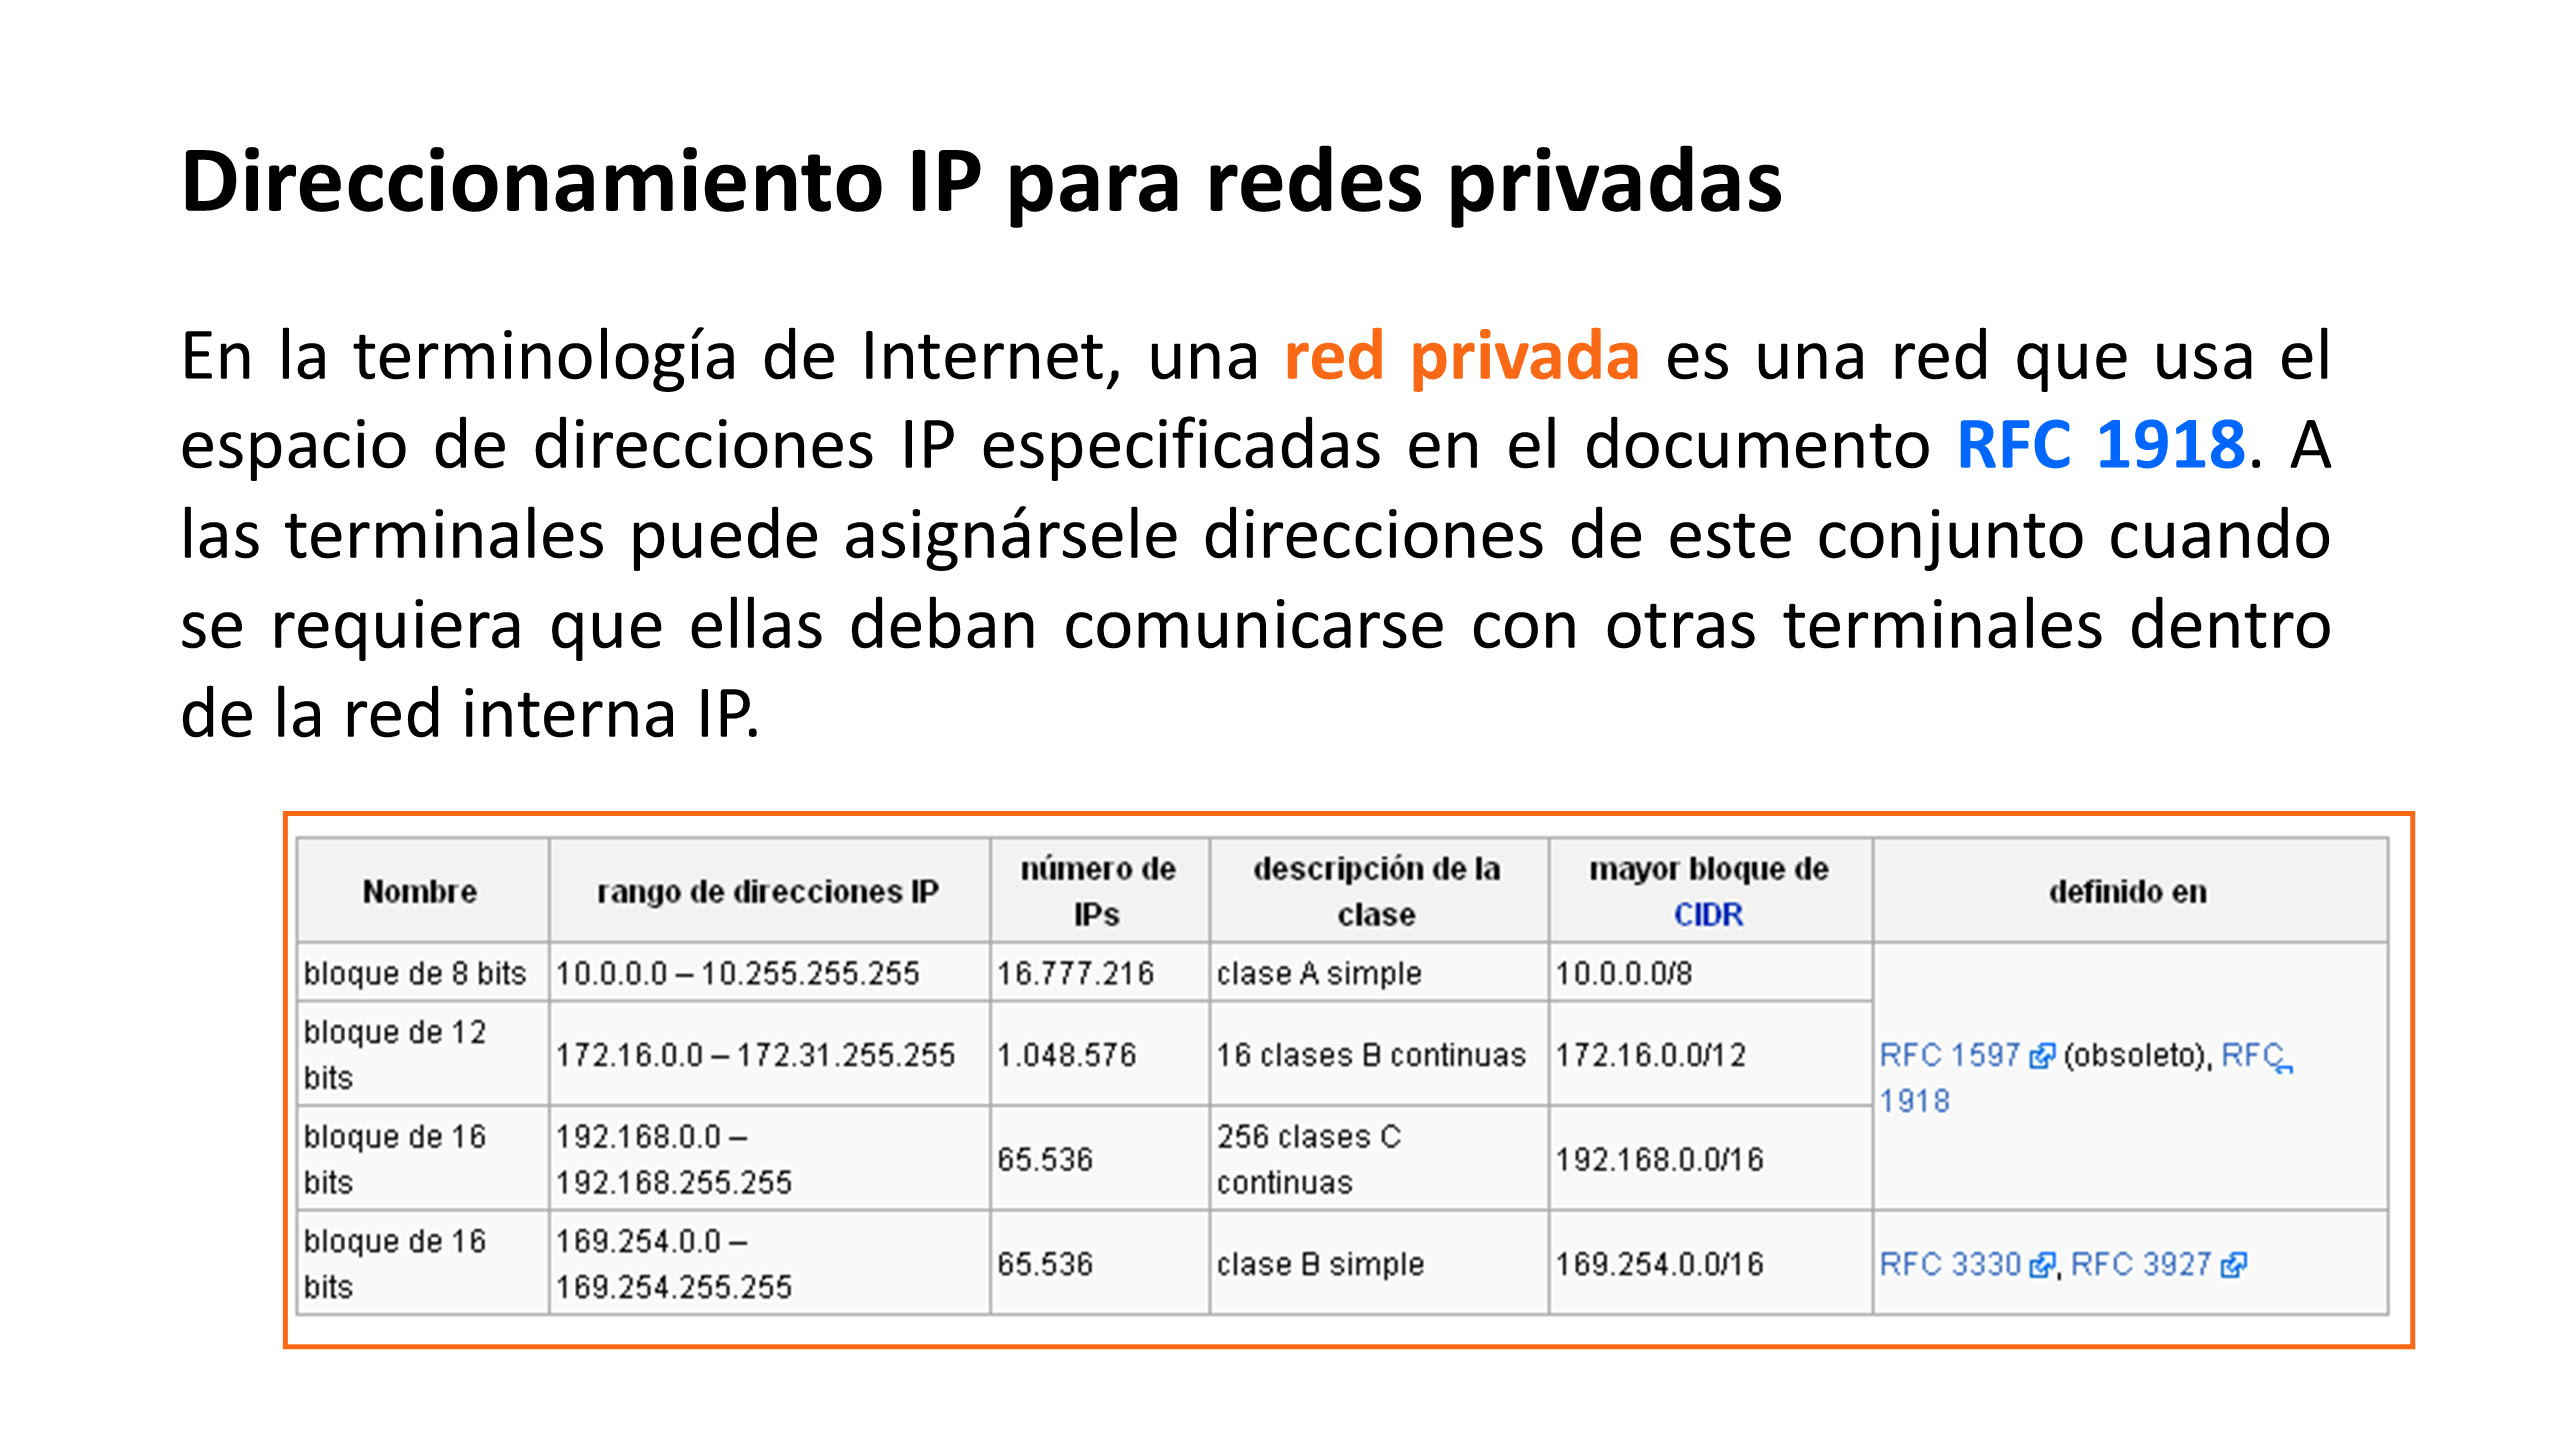 Direccionamiento IP para redes privadas
En la terminología de Internet, una red privada es una red que usa el
espacio de direcciones IP especificadas en el documento RFC 1918. A
las terminales puede asignársele direcciones de este conjunto cuando
se requiera que ellas deban comunicarse con otras terminales dentro
de la red interna IP.
Nombre rango de direcciones IP número de IPs descripción de la clase mayor bloque de CIDR definido en
bloque de 8 bits 10.0.0.0 – 10.255.255.255 16.777.216 clase A simple 10.0.0.0/8 RFC 1597 (obsoleto), RFC 1918
bloque de 12 bits 172.16.0.0 – 172.31.255.255 1.048.576 16 clases B continuas 172.16.0.0/12
bloque de 16 bits 192.168.0.0 – 192.168.255.255 65.536 256 clases C continuas 192.168.0.0/16
bloque de 16 bits 169.254.0.0 – 169.254.255.255 65.536 clase B simple 169.254.0.0/16 RFC 3330, RFC 3927